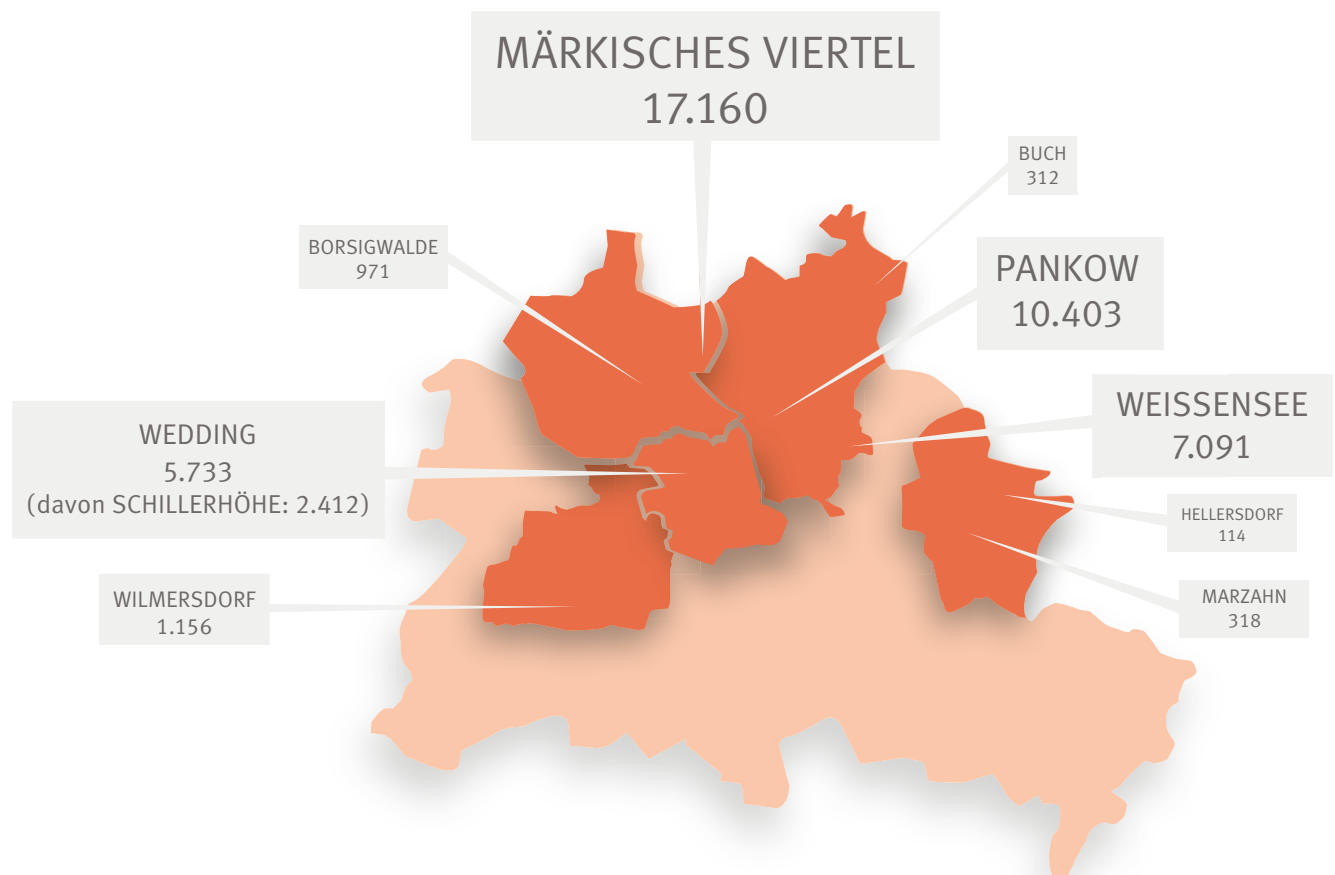 MÄRKISCHES VIERTEL
17.160
BUCH
312
BORSIGWALDE
971
PANKOW
10.403
WEISSENSEE
7.091
WEDDING
5.733
(davon SCHILLERHÖHE: 2.412)
HELLERSDORF
114
WILMERSDORF
1.156
MARZAHN
318